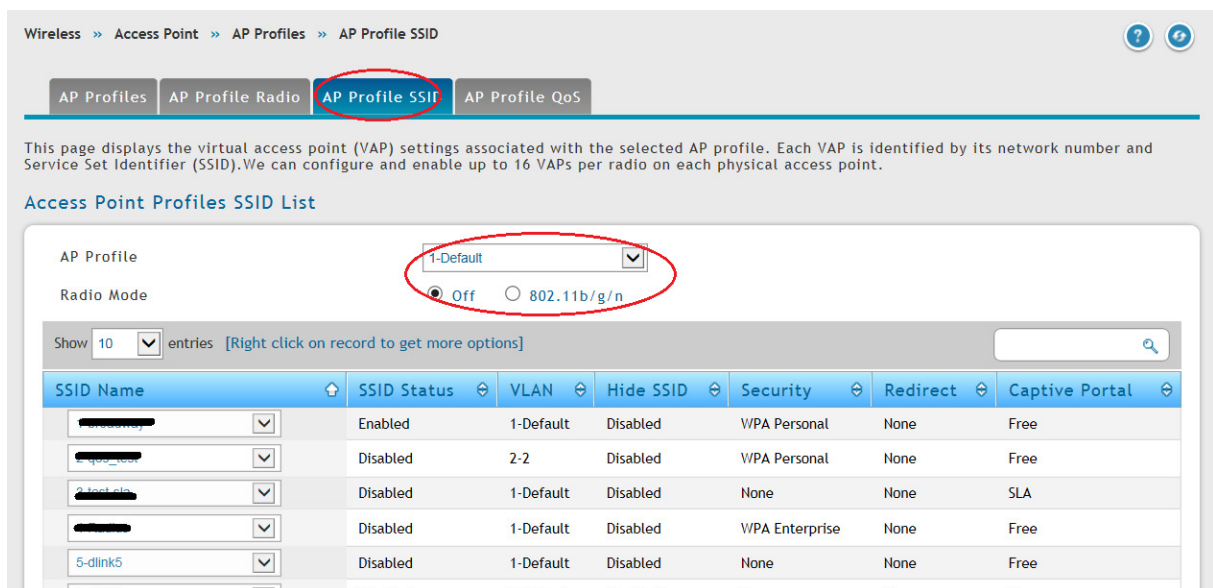 Wireless » Access Point » AP Profiles » AP Profile SSID
AP Profiles AP Profile Radio AP Profile SSID AP Profile QoS
This page displays the virtual access point (VAP) settings associated with the selected AP profile. Each VAP is identified by its network number and
Service Set Identifier (SSID).We can configure and enable up to 16 VAPs per radio on each physical access point.
Access Point Profiles SSID List
AP Profile 1-Default
Radio Mode Off 802.11b/g/n
Show 10 entries [Right click on record to get more options]
SSID Name SSID Status VLAN Hide SSID Security Redirect Captive Portal
Enabled 1-Default Disabled WPA Personal None Free
Disabled 2-2 Disabled WPA Personal None Free
Disabled 1-Default Disabled None None SLA
Disabled 1-Default Disabled WPA Enterprise None Free
5-dlink5 Disabled 1-Default Disabled None None Free